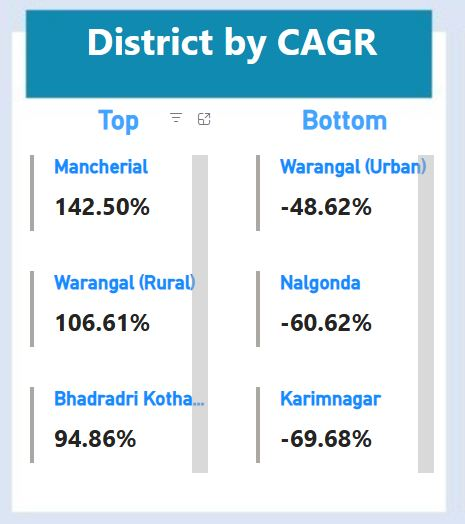 District by CAGR
Top
Mancherial
142.50%
Warangal (Rural)
106.61%
Bhadradri Kotha...
94.86%
Bottom
Warangal (Urban)
-48.62%
Nalgonda
-60.62%
Karimnagar
-69.68%